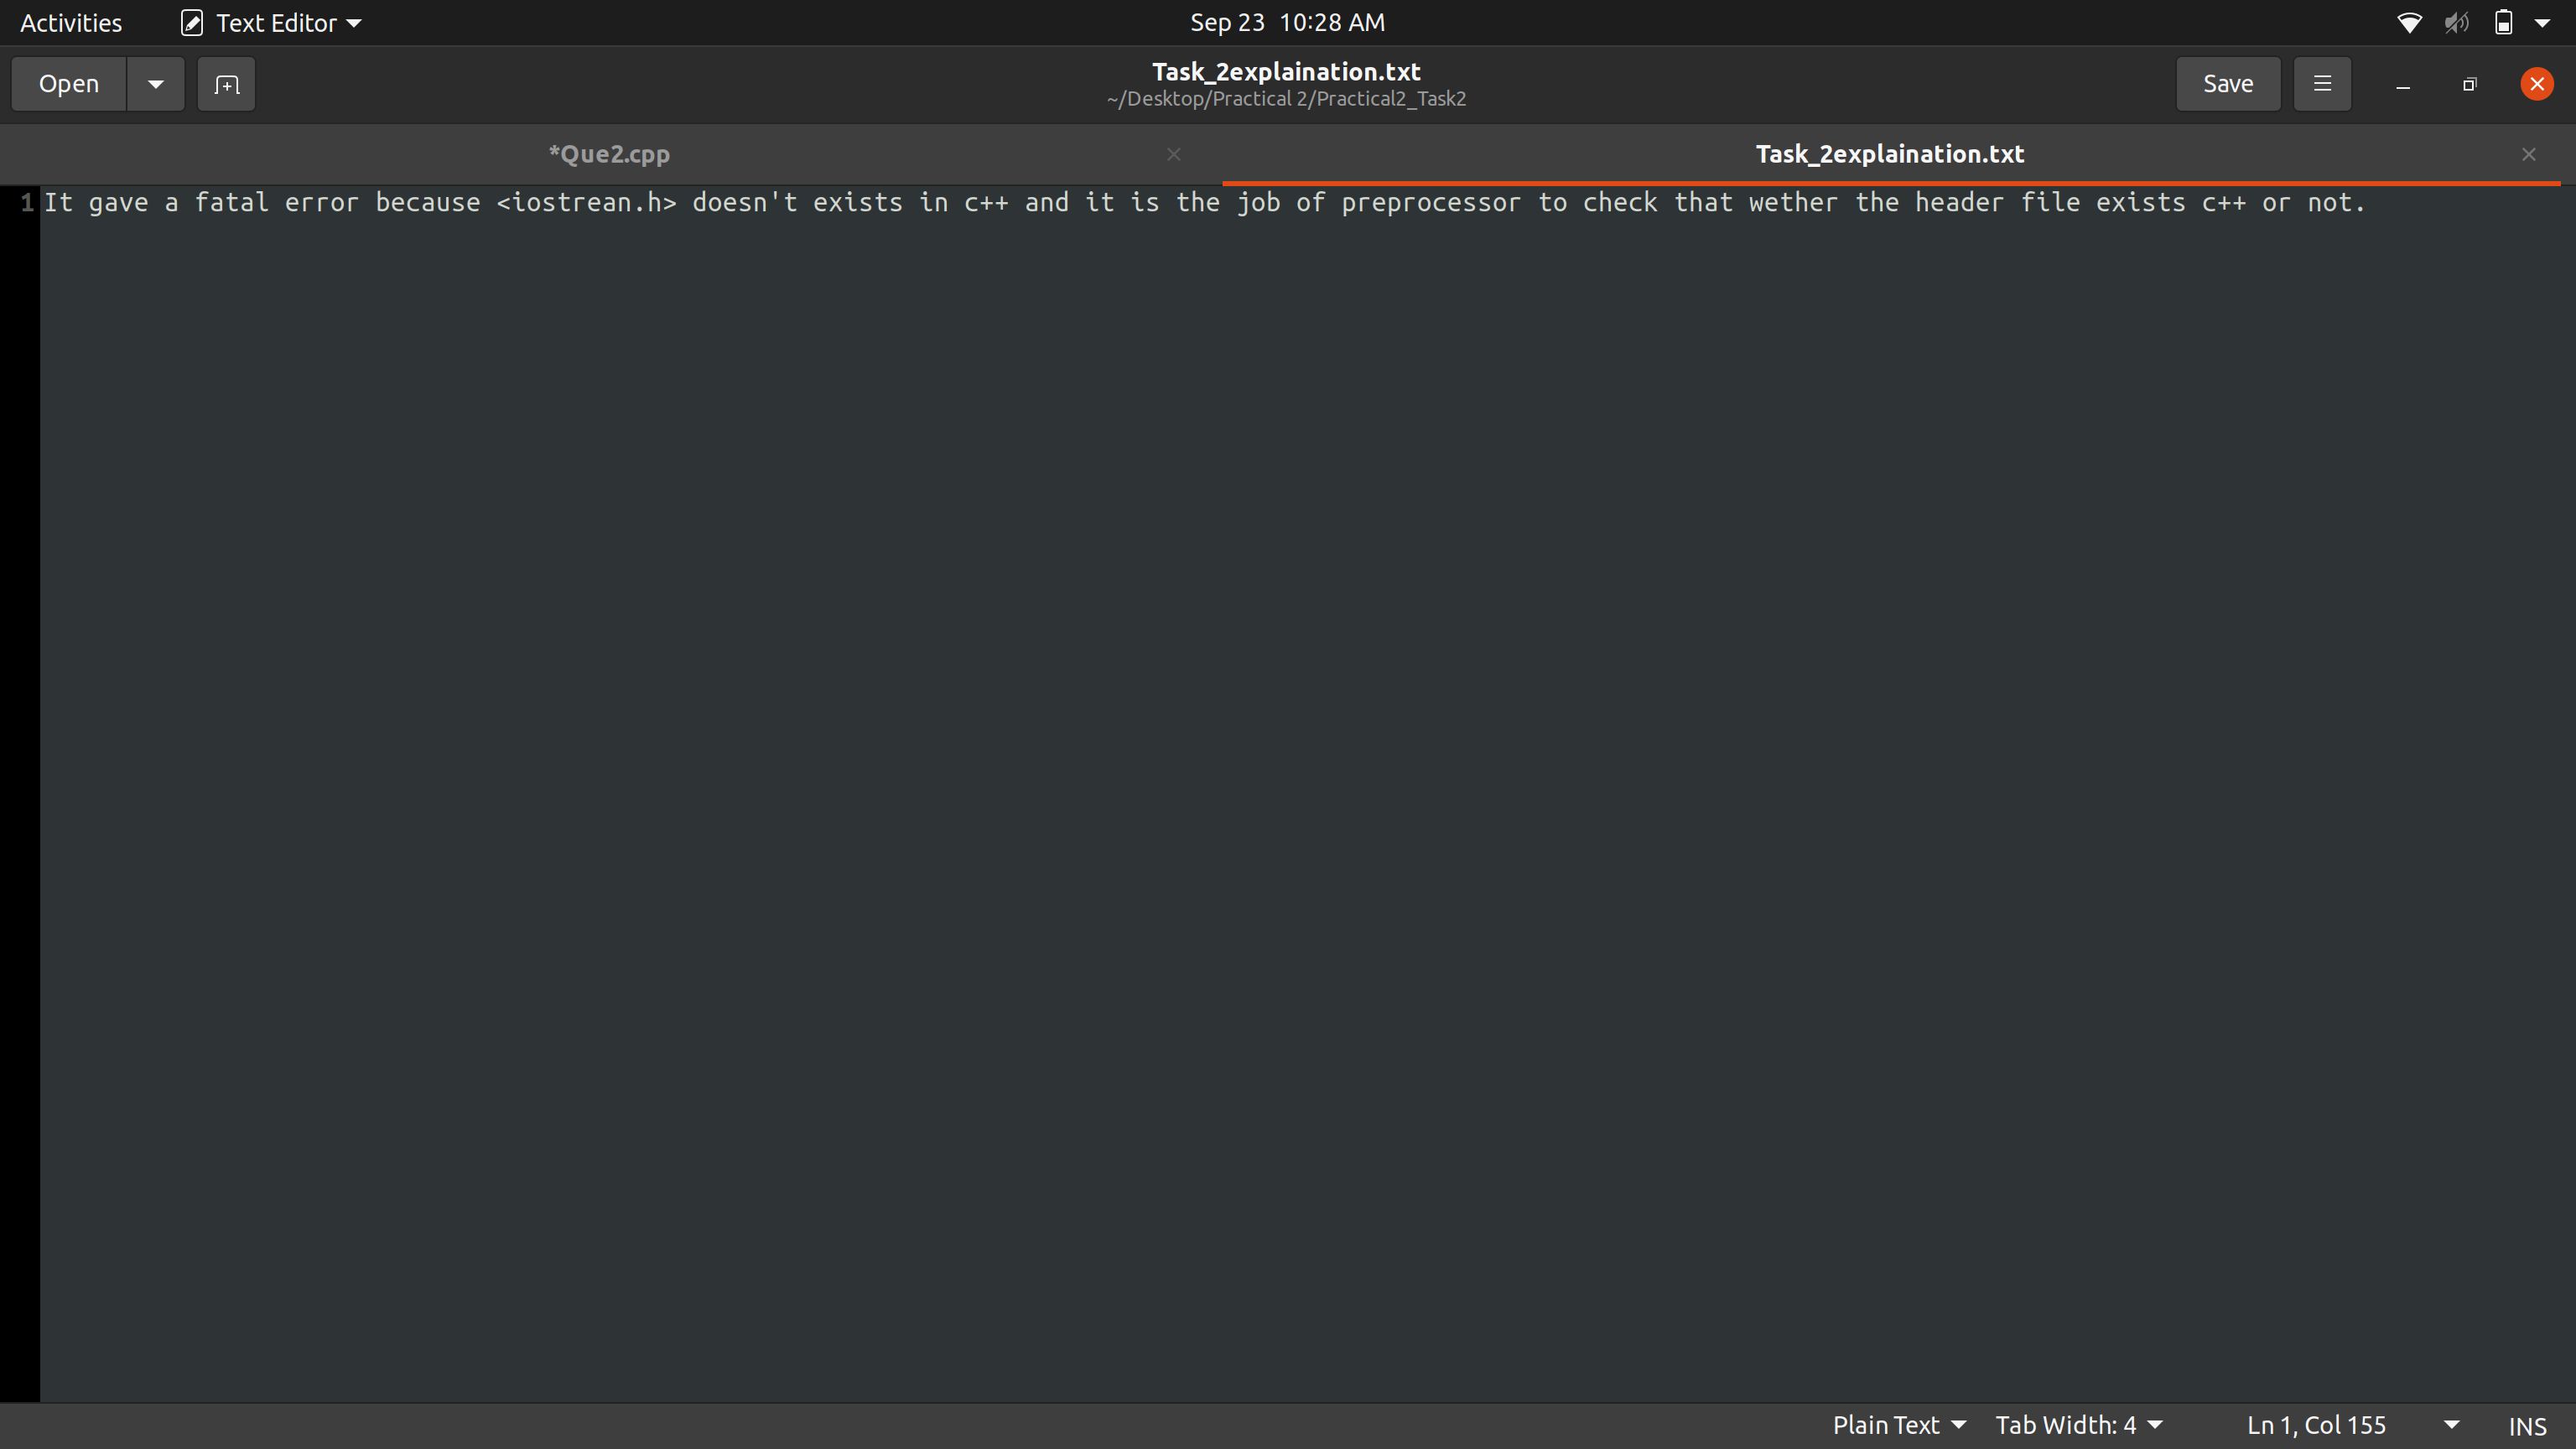 Activities Text Editor Sep 23 10:28 AM
Open Task_2explaination.txt Save
~/Desktop/Practical 2/Practical2_Task2
*Que2.cpp Task_2explaination.txt
1 It gave a fatal error because <iostrean.h> doesn't exists in c++ and it is the job of preprocessor to check that wether the header file exists c++ or not.
Plain Text Tab Width: 4 Ln 1, Col 155 INS